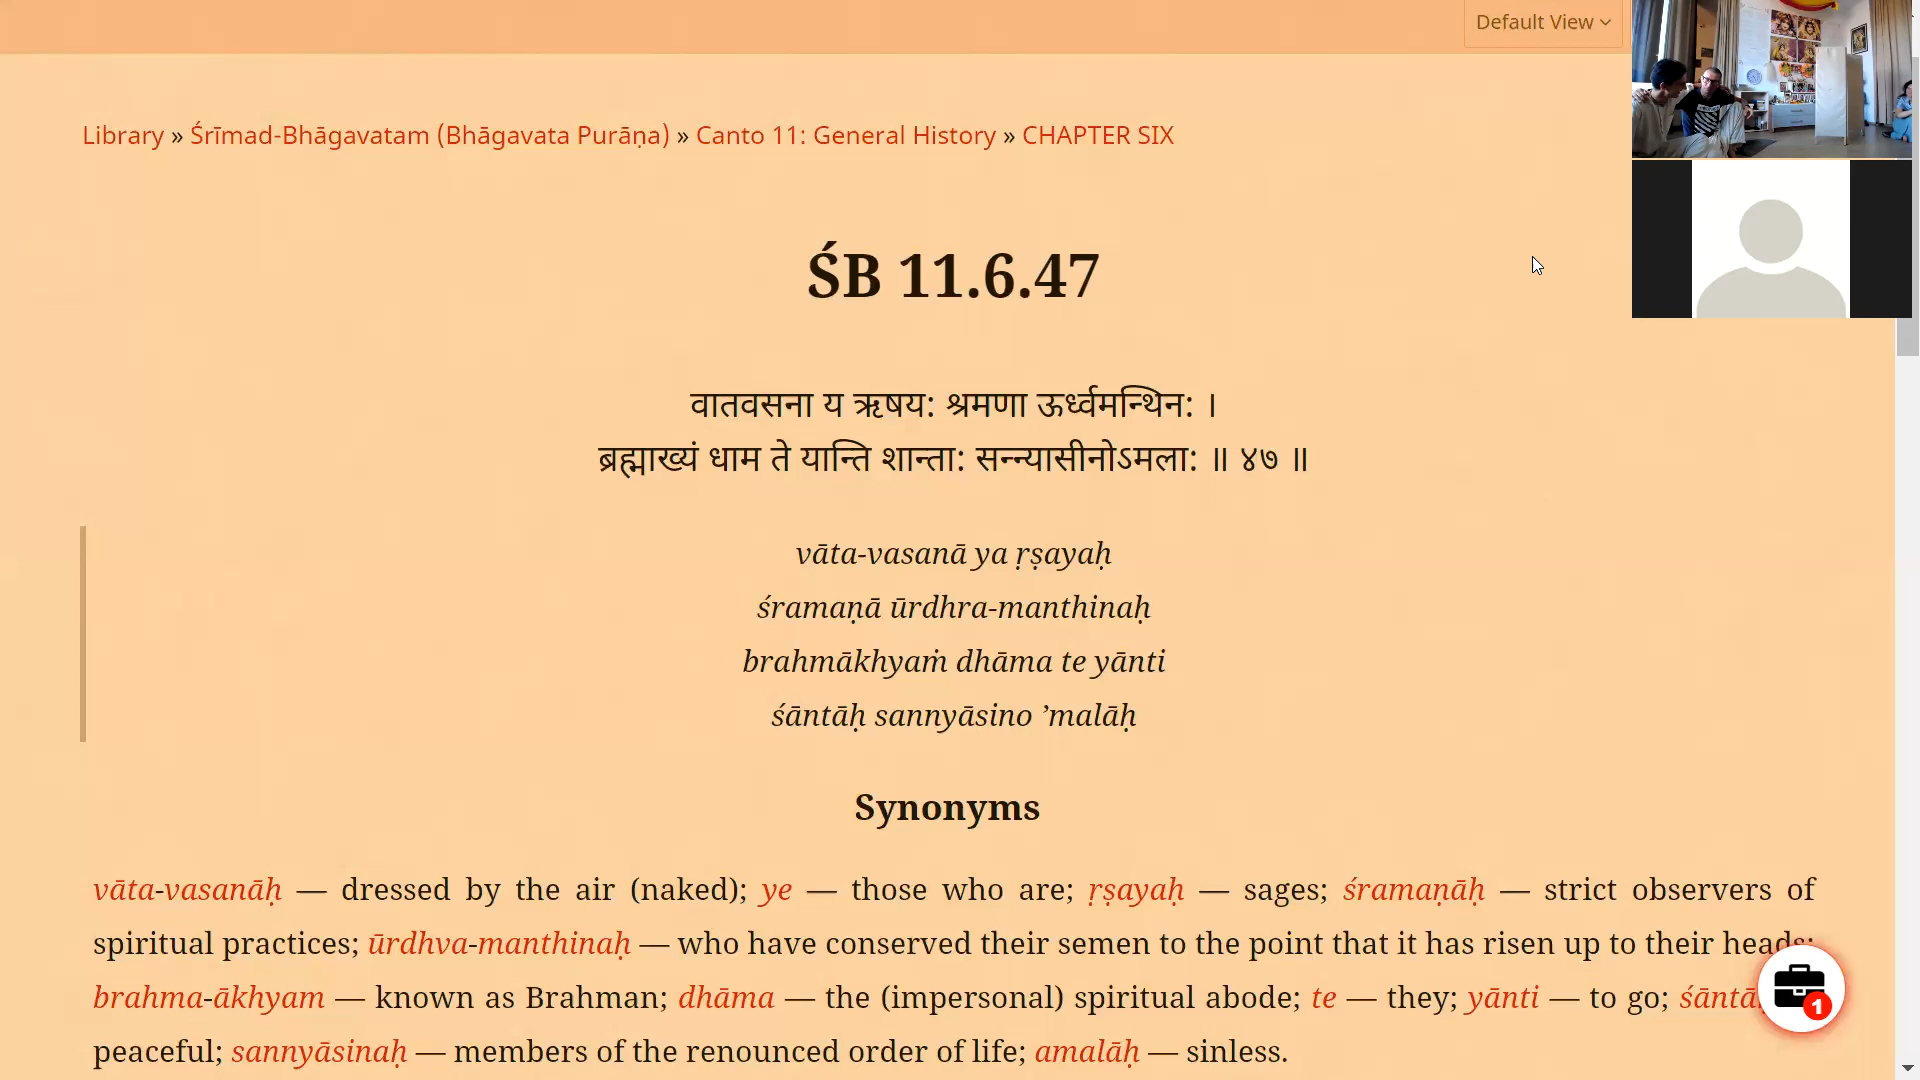 Default View
Library » Śrīmad-Bhāgavatam (Bhāgavata Purāṇa) » Canto 11: General History » CHAPTER SIX
ŚB 11.6.47
वातवसना य ऋषय: श्रमणा ऊर्ध्वमन्थिन: ।
ब्रह्माख्यं धाम ते यान्ति शान्ता: सन्न्यासीनोऽमला: ॥ ४७ ॥
vāta-vasanā ya ṛṣayaḥ
śramaṇā ūrdhra-manthinaḥ
brahmākhyaṁ dhāma te yānti
śāntāḥ sannyāsino ’malāḥ
Synonyms
vāta-vasanāḥ — dressed by the air (naked); ye — those who are; ṛṣayaḥ — sages; śramaṇāḥ — strict observers of
spiritual practices; ūrdhva-manthinaḥ — who have conserved their semen to the point that it has risen up to their heads;
brahma-ākhyam — known as Brahman; dhāma — the (impersonal) spiritual abode; te — they; yānti — to go;
peaceful; sannyāsinaḥ — members of the renounced order of life; amalāḥ — sinless.
1